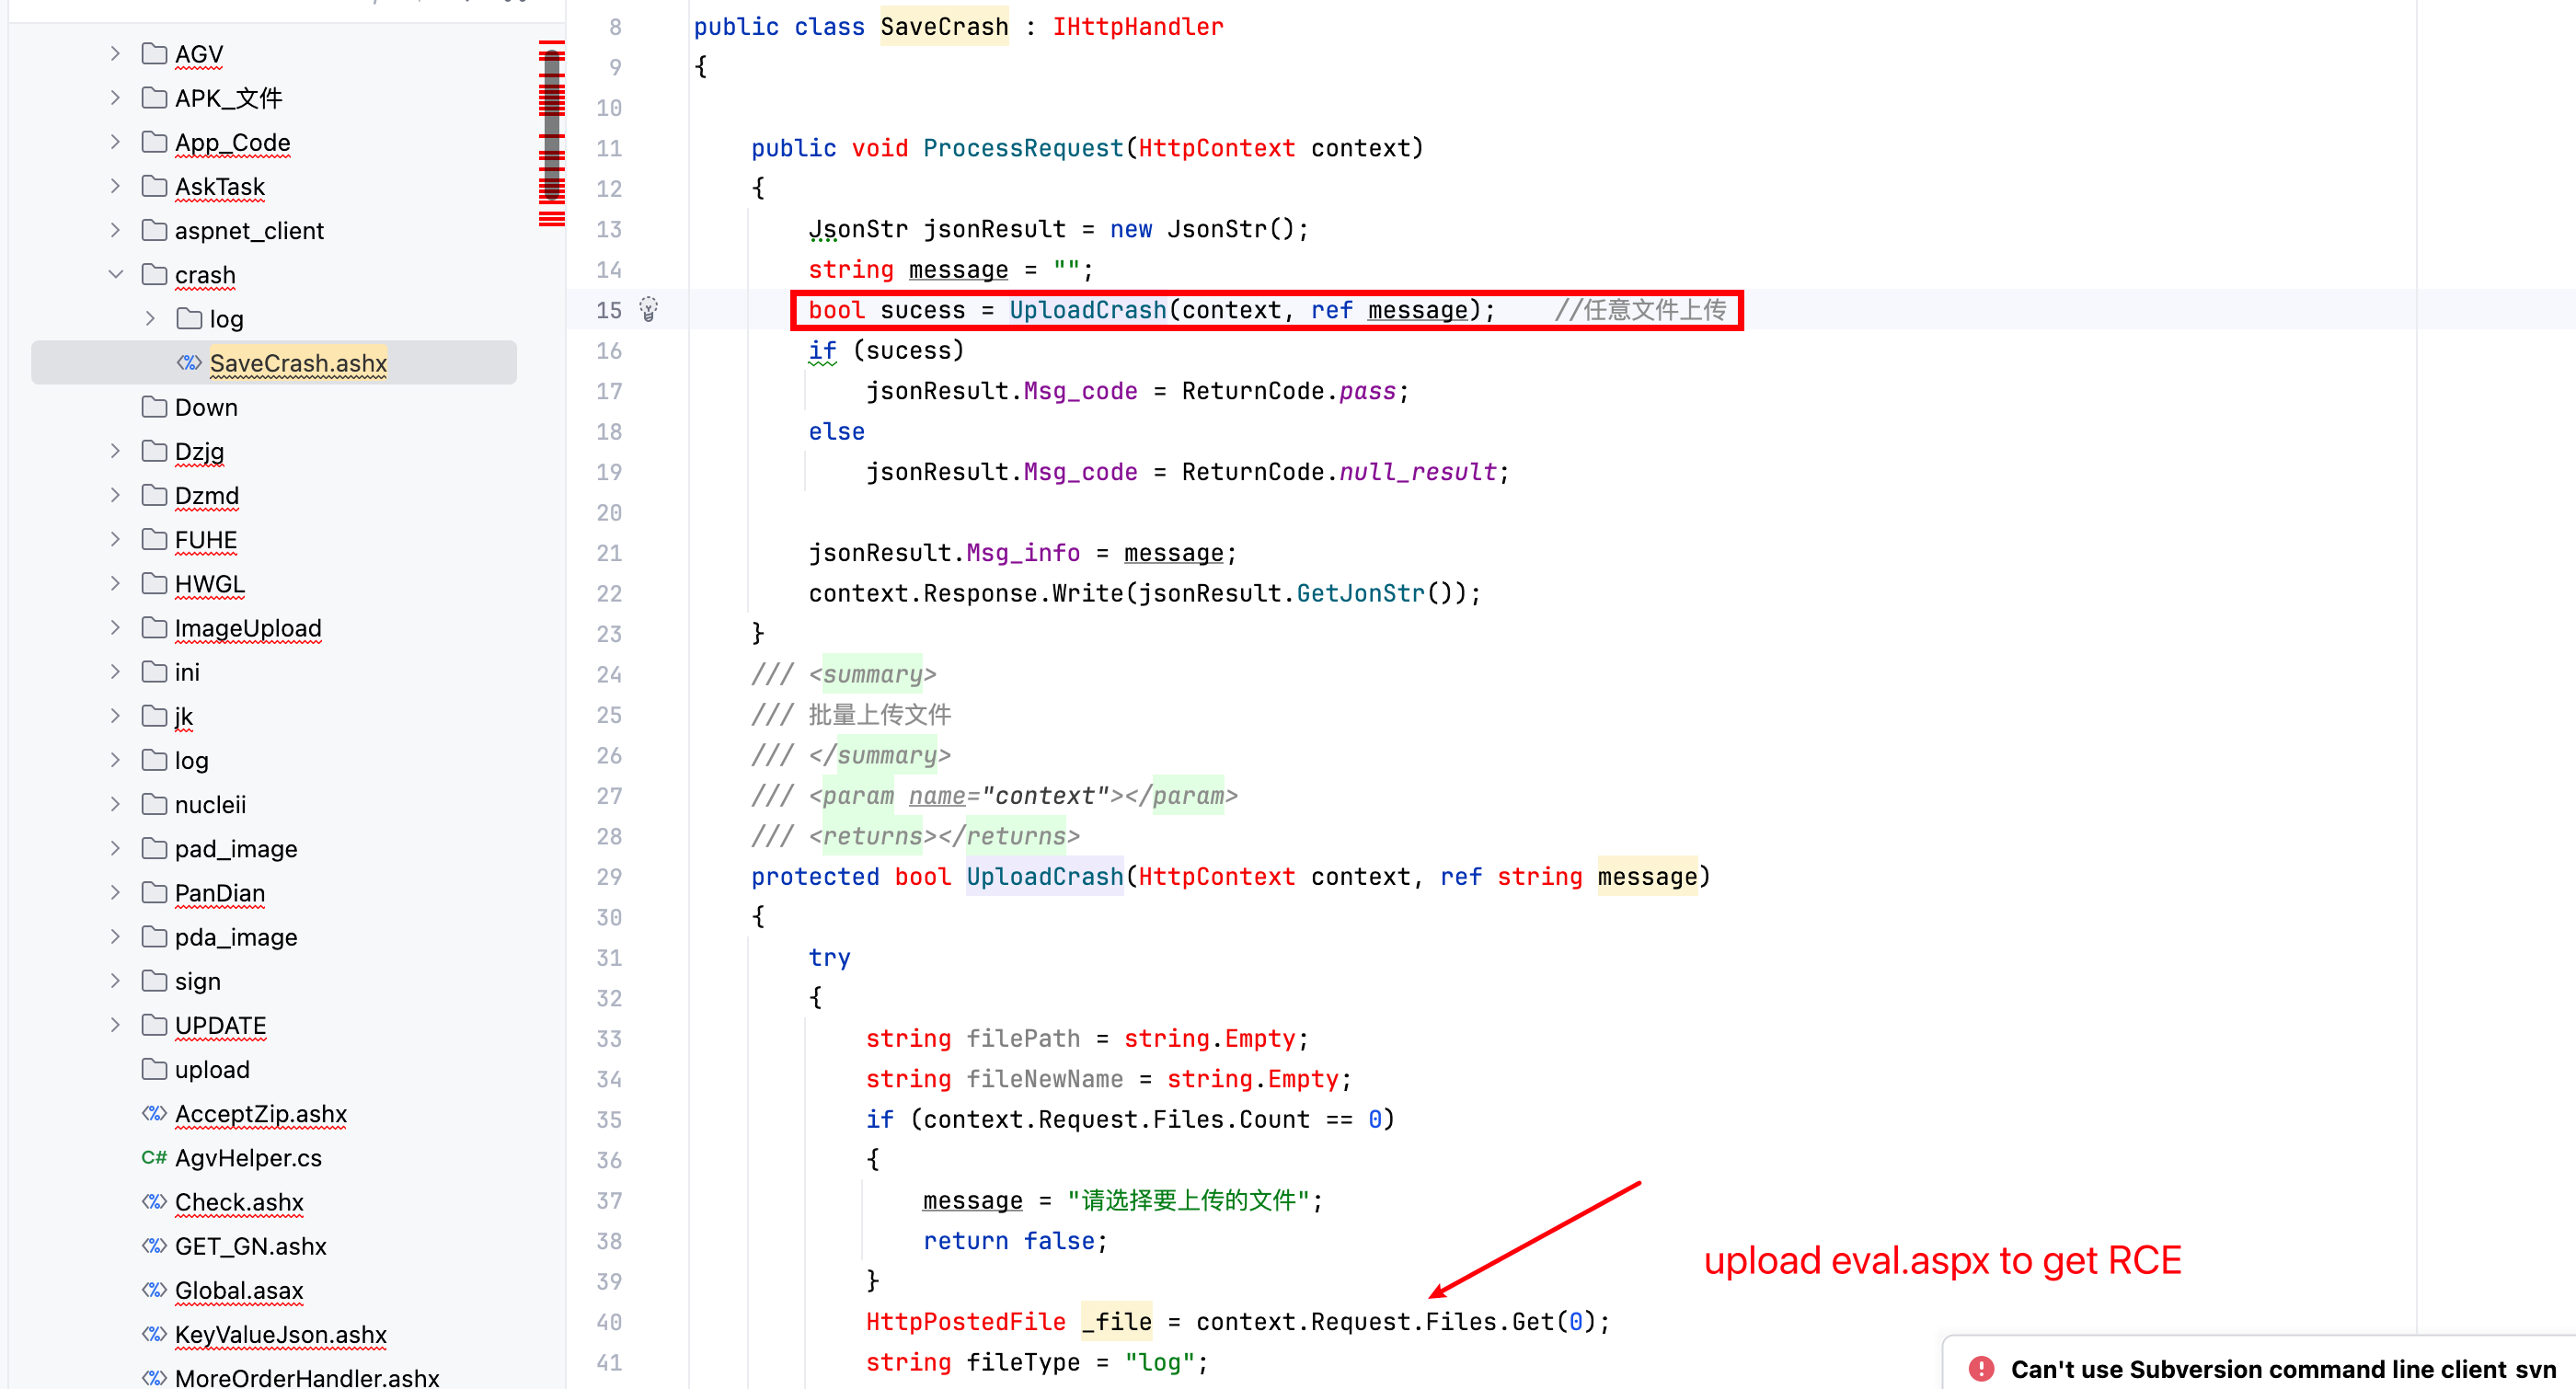 AGV
APK_文件
App_Code
AskTask
aspnet_client
crash
log
SaveCrash.ashx
Down
Dzjg
Dzmd
FUHE
HWGL
ImageUpload
ini
jk
log
nucleii
pad_image
PanDian
pda_image
sign
UPDATE
upload
AcceptZip.ashx
C# AgvHelper.cs
Check.ashx
GET_GN.ashx
Global.asax
KeyValueJson.ashx
MoreOrderHandler.ashx
8 public class SaveCrash : IHttpHandler
9 {
10
11 public void ProcessRequest(HttpContext context)
12 {
13 JsonStr jsonResult = new JsonStr();
14 string message = "";
15 bool sucess = UploadCrash(context, ref message); //任意文件上传
16 if (sucess)
17 jsonResult.Msg_code = ReturnCode.pass;
18 else
19 jsonResult.Msg_code = ReturnCode.null_result;
20
21 jsonResult.Msg_info = message;
22 context.Response.Write(jsonResult.GetJonStr());
23 }
24 /// <summary>
25 /// 批量上传文件
26 /// </summary>
27 /// <param name="context"></param>
28 /// <returns></returns>
29 protected bool UploadCrash(HttpContext context, ref string message)
30 {
31 try
32 {
33 string filePath = string.Empty;
34 string fileNewName = string.Empty;
35 if (context.Request.Files.Count == 0)
36 {
37 message = "请选择要上传的文件";
38 return false;
39 }
40 HttpPostedFile _file = context.Request.Files.Get(0);
41 string fileType = "log";
upload eval.aspx to get RCE
Can't use Subversion command line client svn